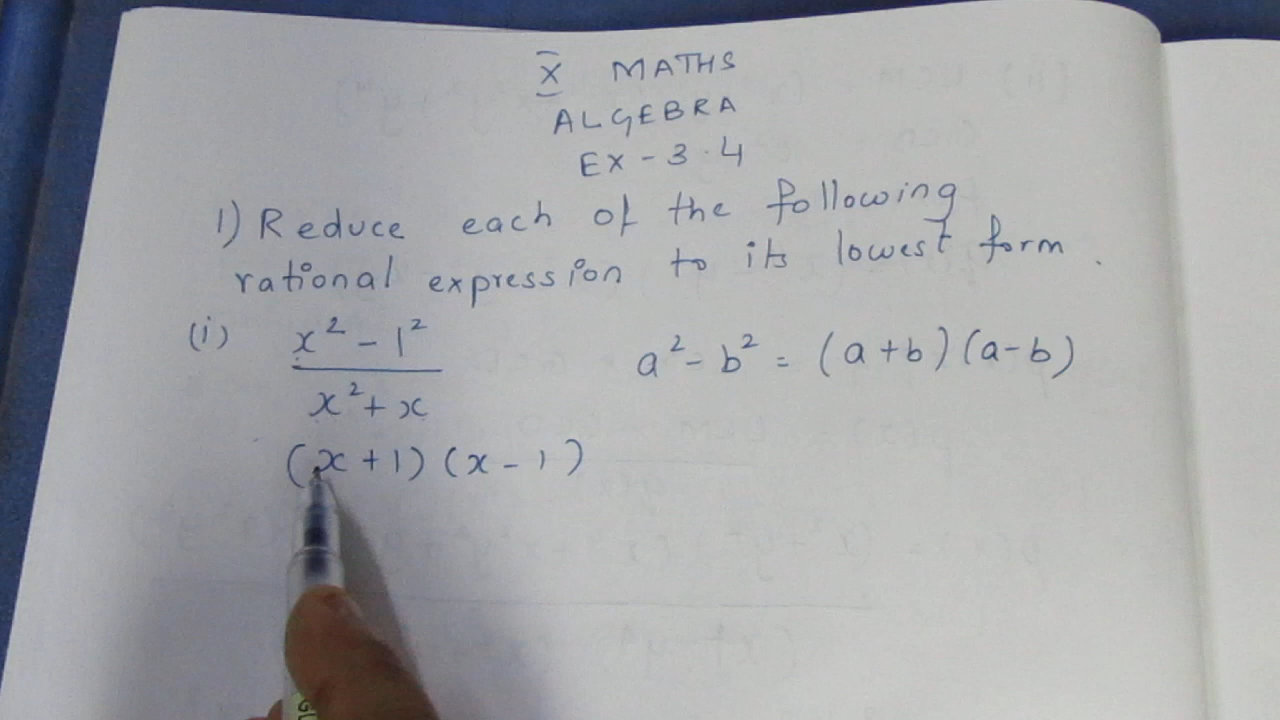 X MATHS
ALGEBRA
EX - 3.4
1) Reduce each of the following
rational expression to its lowest form.
(i) x² - 1² / x² + x    a² - b² = (a+b)(a-b)
(x+1)(x-1)